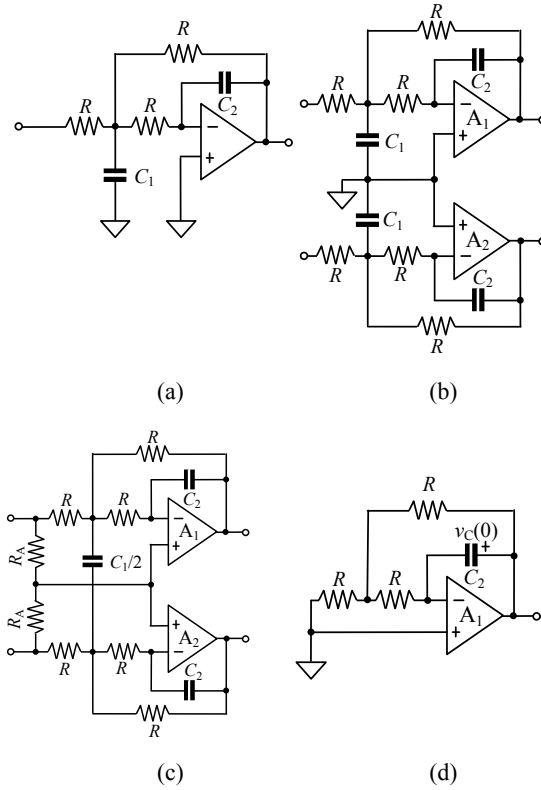 R
R
R
C2
−
+
C1
(a)
R
R
R
C2
−
A1
+
C1
C1
+
A2
−
R
R
C2
R
(b)
R
R
R
C2
−
A1
+
RA
C1/2
RA
+
A2
−
R
R
C2
R
(c)
R
vC(0)
+
R
R
C2
−
A1
+
(d)